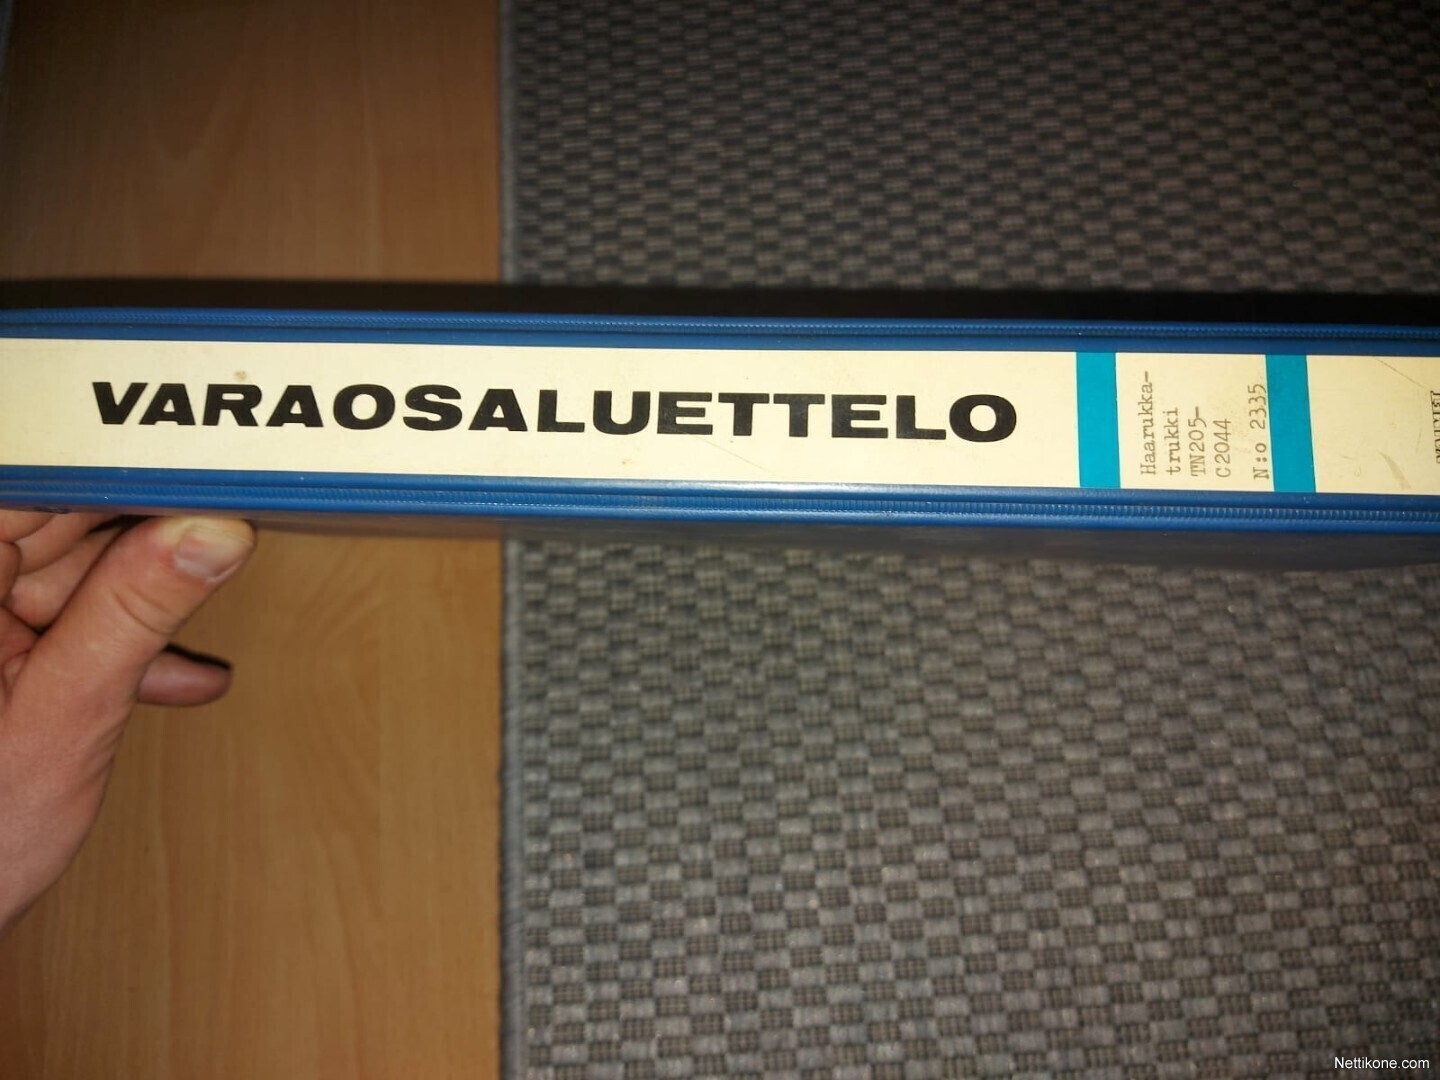 VARAOSALUETTELO
Haarukka-
trukki
TN205-
C2044
N:o 2335
Nettikone.com